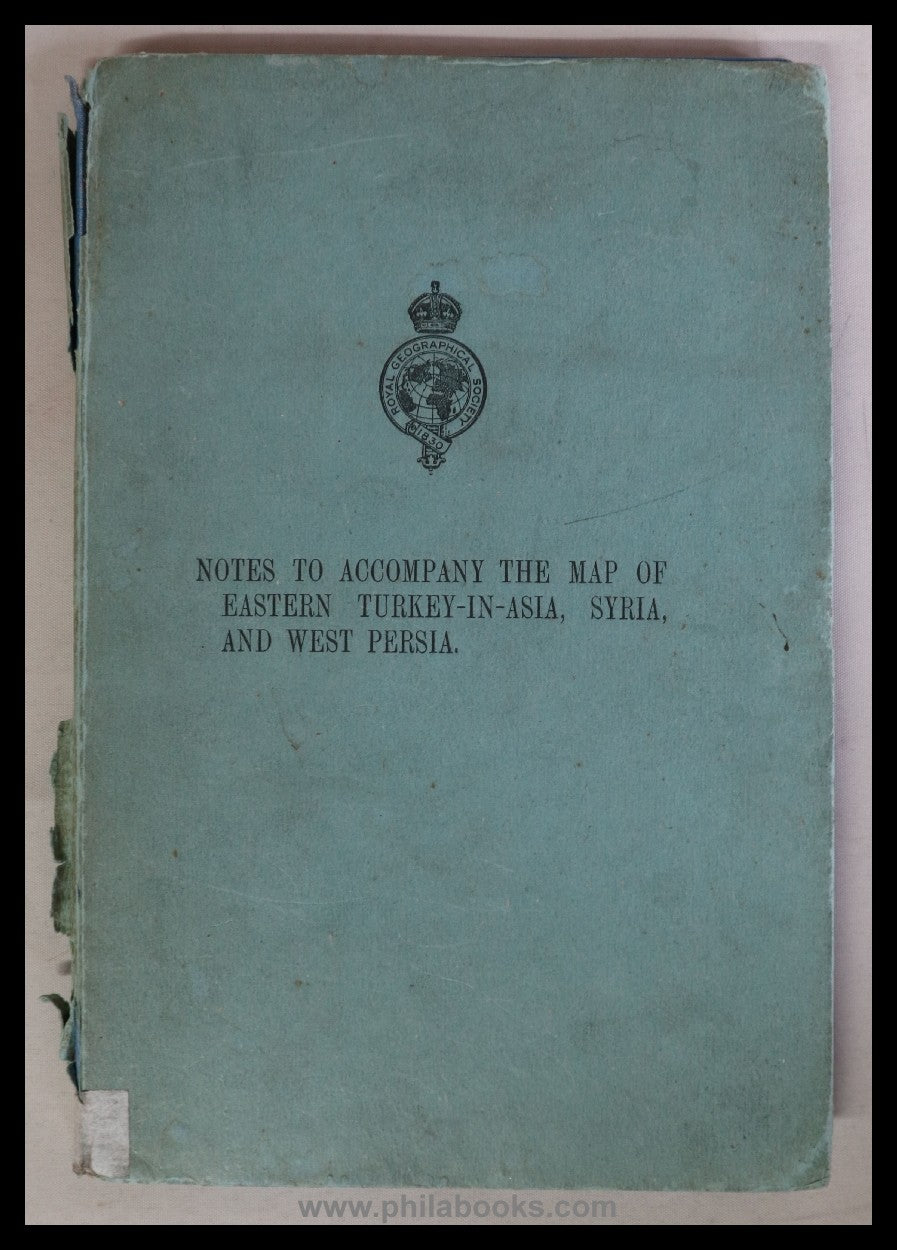 ROYAL GEOGRAPHICAL SOCIETY
1830
NOTES TO ACCOMPANY THE MAP OF
EASTERN TURKEY-IN-ASIA, SYRIA,
AND WEST PERSIA.
www.philabooks.com